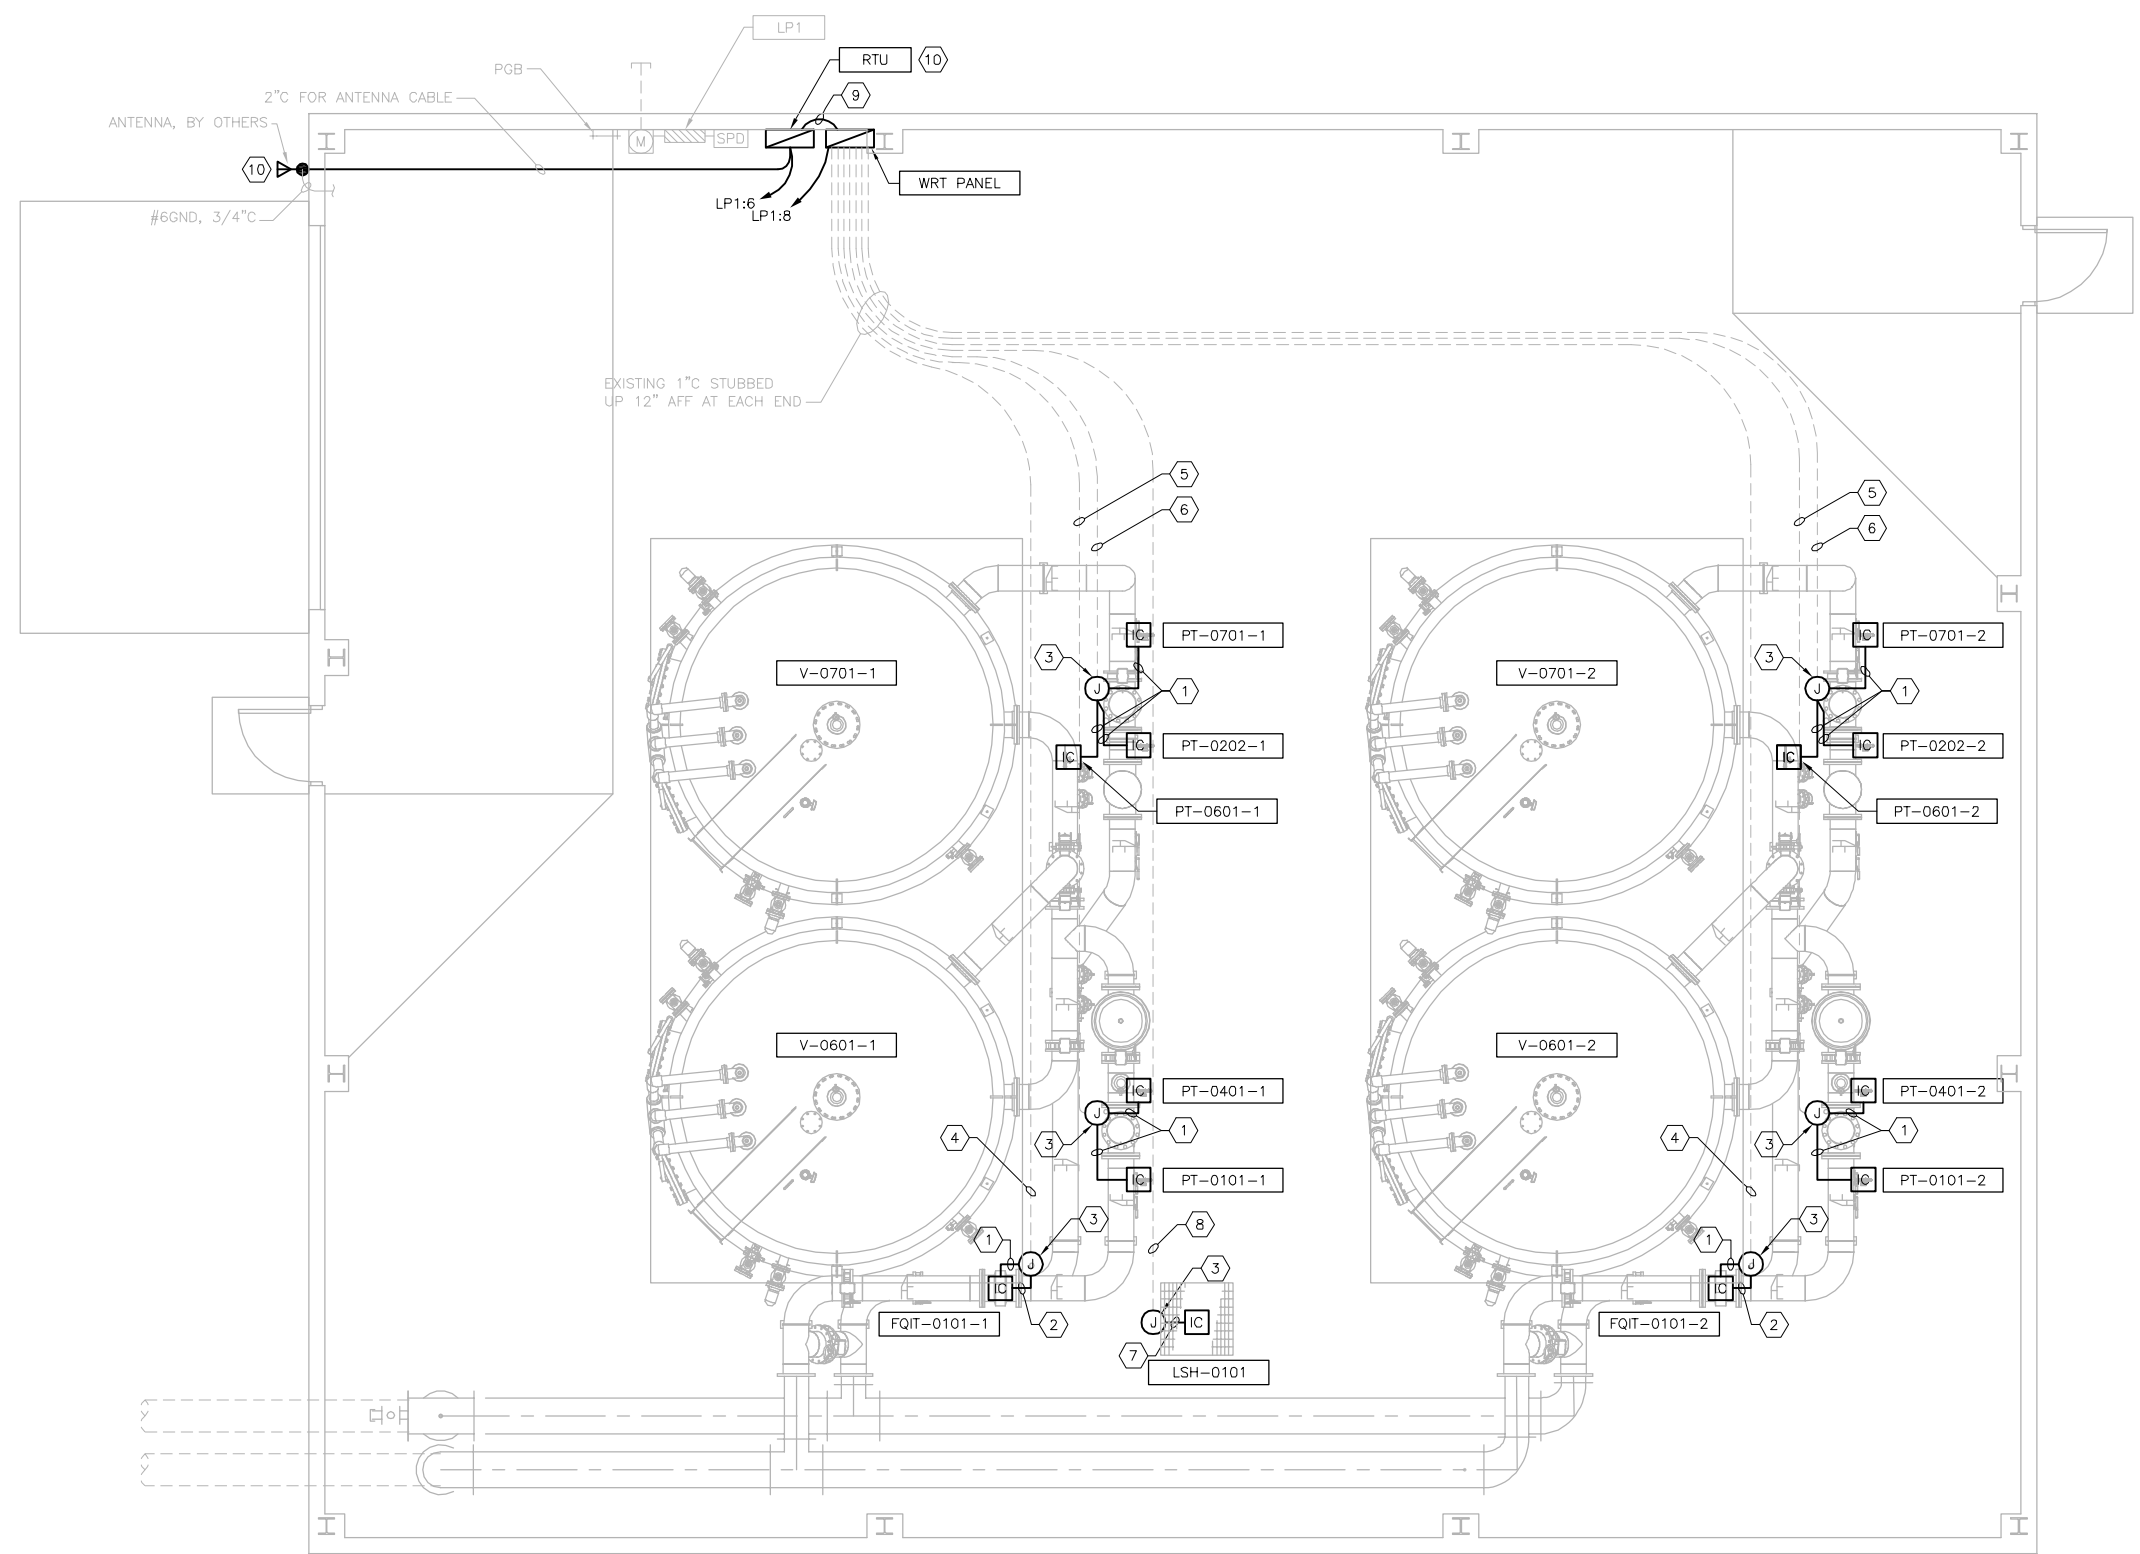 LP1
RTU
10
PGB
9
2"C FOR ANTENNA CABLE
ANTENNA, BY OTHERS
M
SPD
10
WRT PANEL
LP1:6
LP1:8
#6GND, 3/4"C
EXISTING 1"C STUBBED
UP 12" AFF AT EACH END
5
5
6
6
IC
PT-0701-1
IC
PT-0701-2
3
3
V-0701-1
V-0701-2
J
1
J
1
IC
PT-0202-1
IC
PT-0202-2
IC
IC
PT-0601-1
PT-0601-2
V-0601-1
V-0601-2
IC
PT-0401-1
IC
PT-0401-2
J
J
4
3
1
4
3
1
IC
PT-0101-1
IC
PT-0101-2
3
8
3
1
1
J
J
3
IC
IC
FQIT-0101-1
2
J
IC
FQIT-0101-2
2
7
LSH-0101